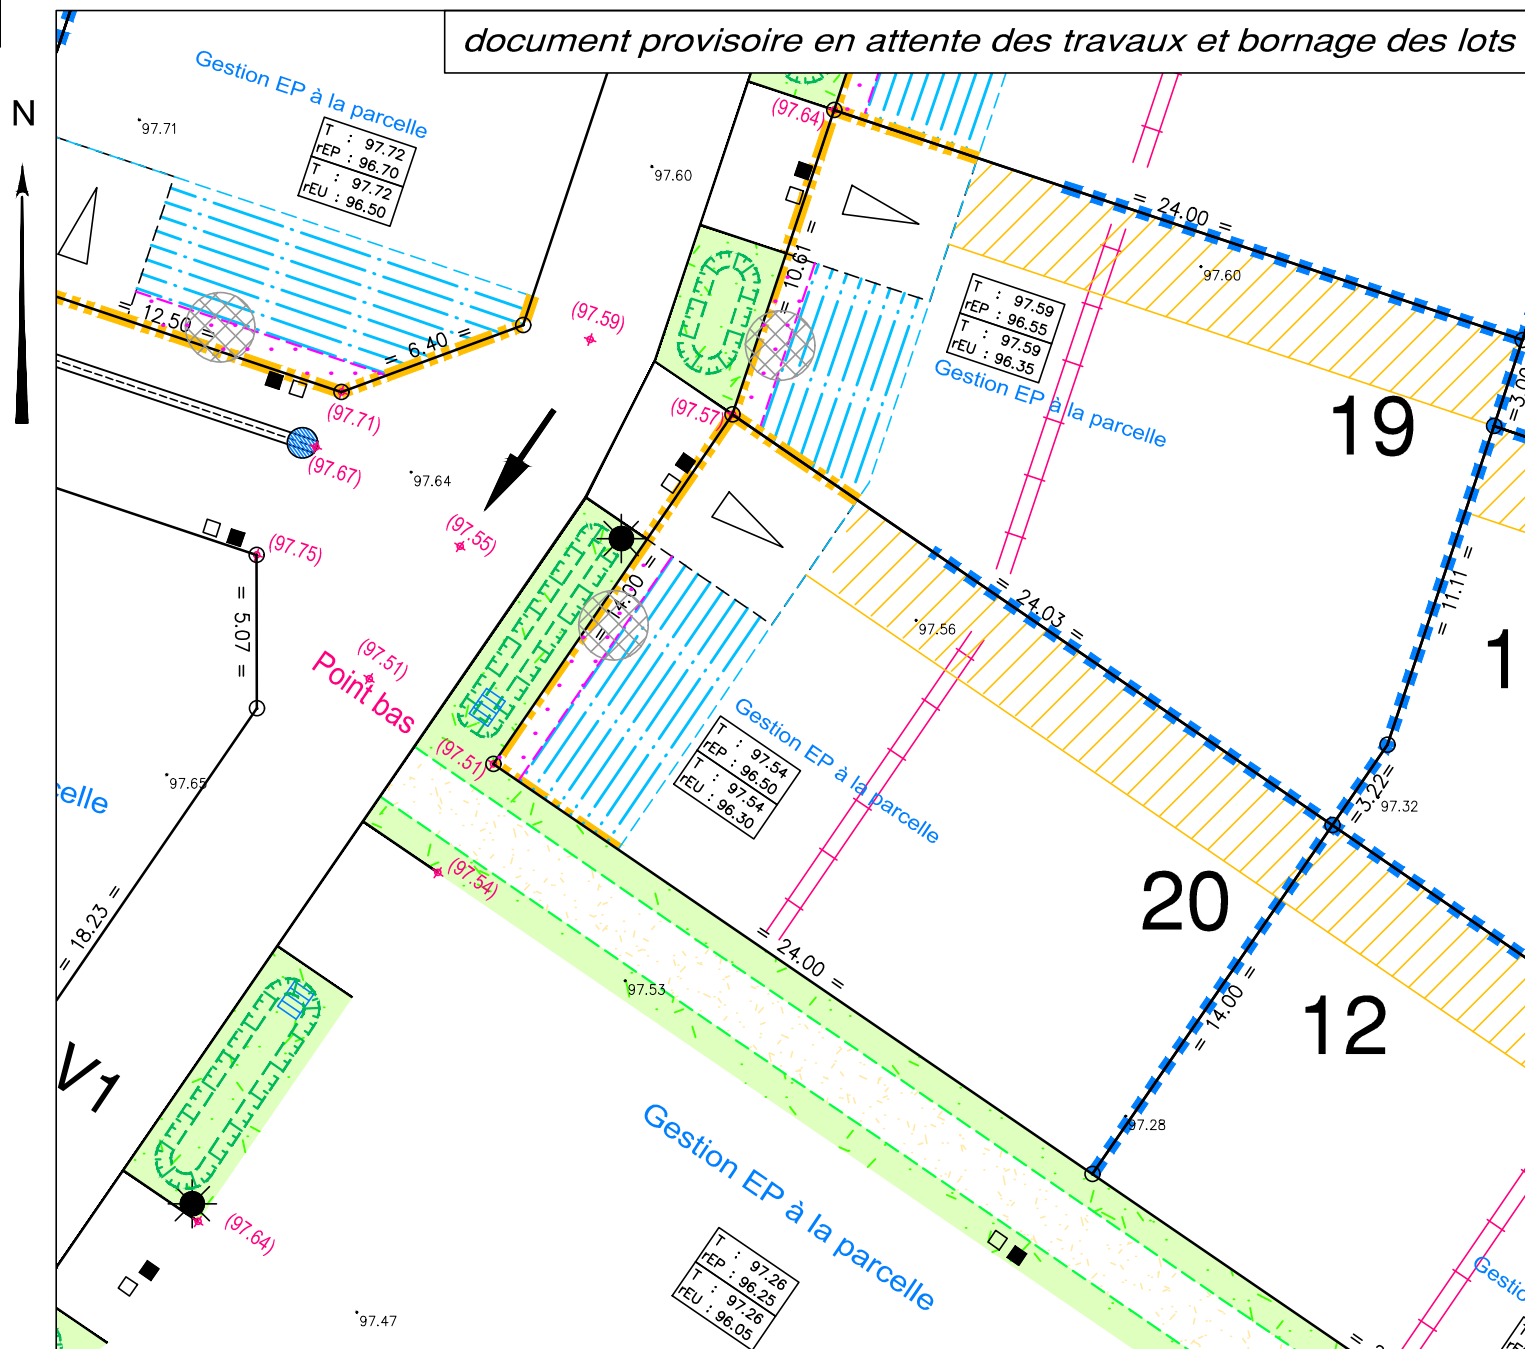 document provisoire en attente des travaux et bornage des lots
N
Gestion EP à la parcelle
97.71
T : 97.72
rEP : 96.70
T : 97.72
rEU : 96.50
97.60
(97.64)
= 24.00 =
97.60
= 10.61 =
T : 97.59
rEP : 96.55
T : 97.59
rEU : 96.35
Gestion EP à la parcelle
19
= 12.50 =
= 6.40 =
(97.59)
(97.71)
(97.57)
(97.67)
97.64
(97.55)
(97.75)
= 5.07 =
= 14.00 =
= 24.03 =
97.56
= 11.11 =
1
(97.51)
Point bas
(97.51)
Gestion EP à la parcelle
T : 97.54
rEP : 96.50
T : 97.54
rEU : 96.30
97.65
celle
= 3.22 =
97.32
(97.54)
20
= 18.23 =
= 24.00 =
97.53
= 14.00 =
12
V1
97.28
Gestion EP à la parcelle
(97.64)
T : 97.26
rEP : 96.25
T : 97.26
rEU : 96.05
97.47
Gestio